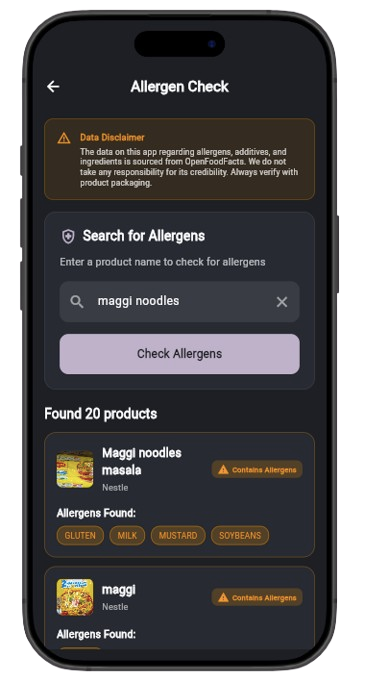 Allergen Check
Data Disclaimer
The data on this app regarding allergens, additives, and
ingredients is sourced from OpenFoodFacts. We do not
take any responsibility for its credibility. Always verify with
product packaging.
Search for Allergens
Enter a product name to check for allergens
maggi noodles
Check Allergens
Found 20 products
Maggi noodles
masala
Contains Allergens
Nestle
Allergens Found:
GLUTEN MILK MUSTARD SOYBEANS
maggi
Contains Allergens
Nestle
Allergens Found: